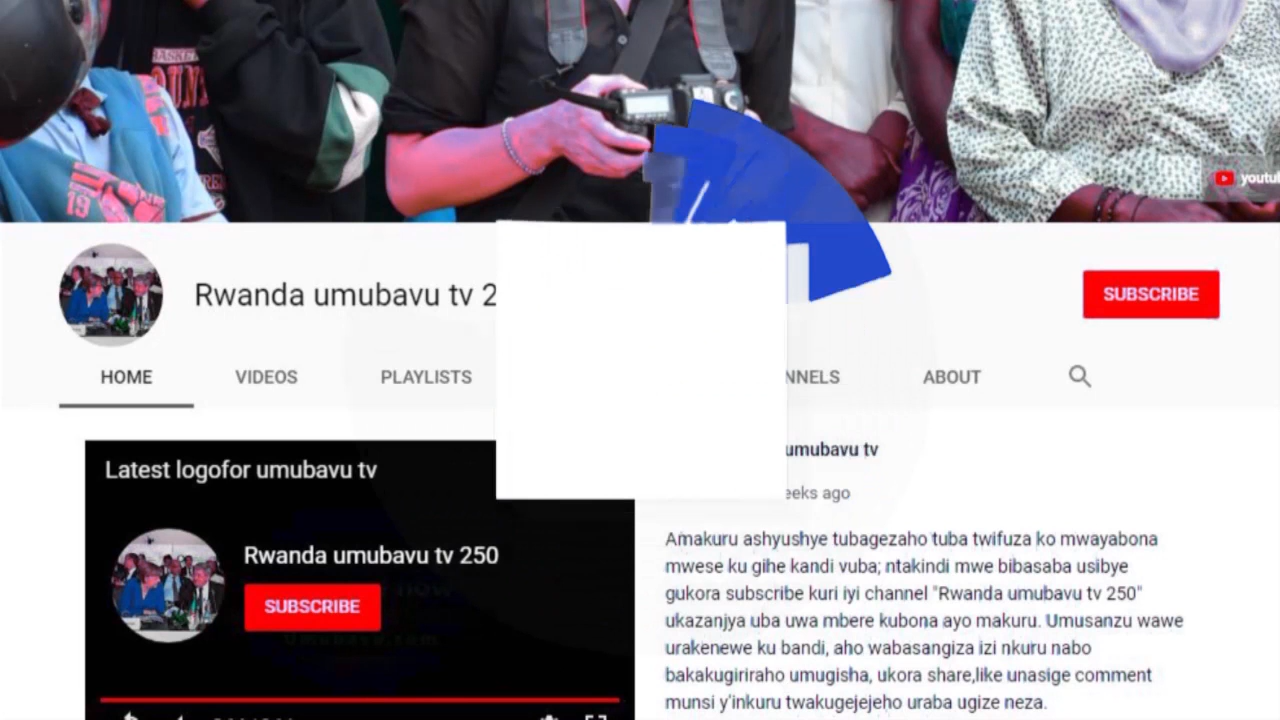 19
youtu
Rwanda umubavu tv 2
SUBSCRIBE
HOME VIDEOS PLAYLISTS NNELS ABOUT
Latest logofor umubavu tv
umubavu tv
eeks ago
Rwanda umubavu tv 250
SUBSCRIBE
Amakuru ashyushye tubagezaho tuba twifuza ko mwayabona
mwese ku gihe kandi vuba; ntakindi mwe bibasaba usibye
gukora subscribe kuri iyi channel "Rwanda umubavu tv 250"
ukazanjya uba uwa mbere kubona ayo makuru. Umusanzu wawe
urakenewe ku bandi, aho wabasangiza izi nkuru nabo
bakakugiriraho umugisha, ukora share,like unasige comment
munsi y'inkuru twakugejejeho uraba ugize neza.